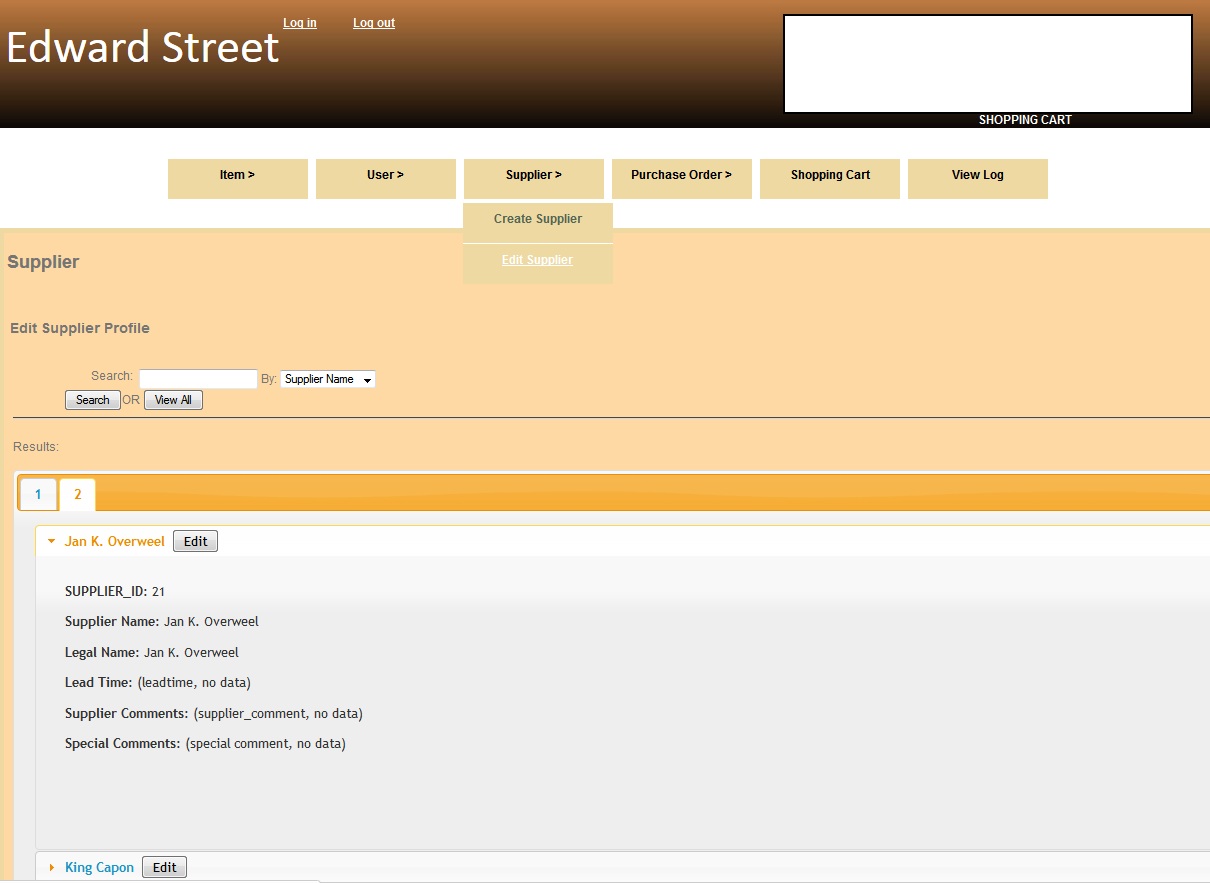 Log in Log out
Edward Street
SHOPPING CART
Item > User > Supplier > Purchase Order > Shopping Cart View Log
Create Supplier
Edit Supplier
Supplier
Edit Supplier Profile
Search: By: Supplier Name
Search OR View All
Results:
1 2
Jan K. Overweel Edit
SUPPLIER_ID: 21
Supplier Name: Jan K. Overweel
Legal Name: Jan K. Overweel
Lead Time: (leadtime, no data)
Supplier Comments: (supplier_comment, no data)
Special Comments: (special comment, no data)
King Capon Edit